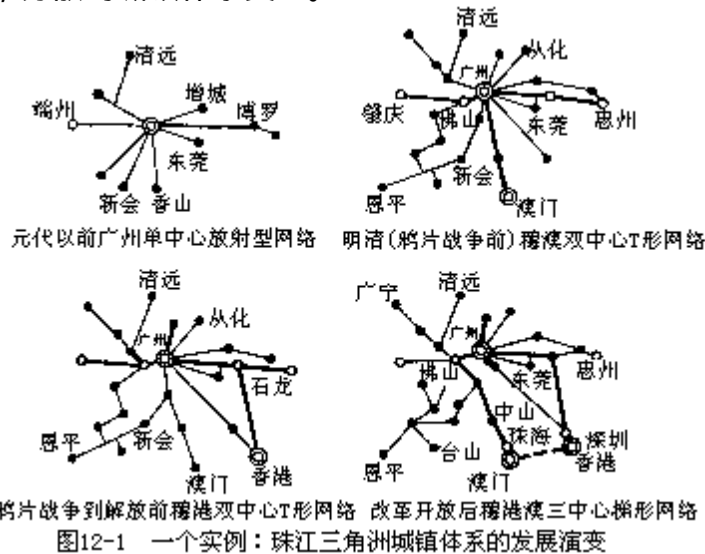 清远
增城
端州
博罗
东莞
新会 香山
元代以前广州单中心放射型网络
清远
从化
广州
肇庆
佛山
东莞
惠州
新会
恩平
澳门
明清(鸦片战争前)穗澳双中心T形网络
清远
从化
广州
石龙
恩平
新会
澳门
香港
鸦片战争到解放前穗港双中心T形网络
广宁
清远
广州
佛山
东莞
惠州
中山
珠海
深圳
台山
香港
恩平
澳门
改革开放后穗港澳三中心梯形网络
图12-1 一个实例：珠江三角洲城镇体系的发展演变